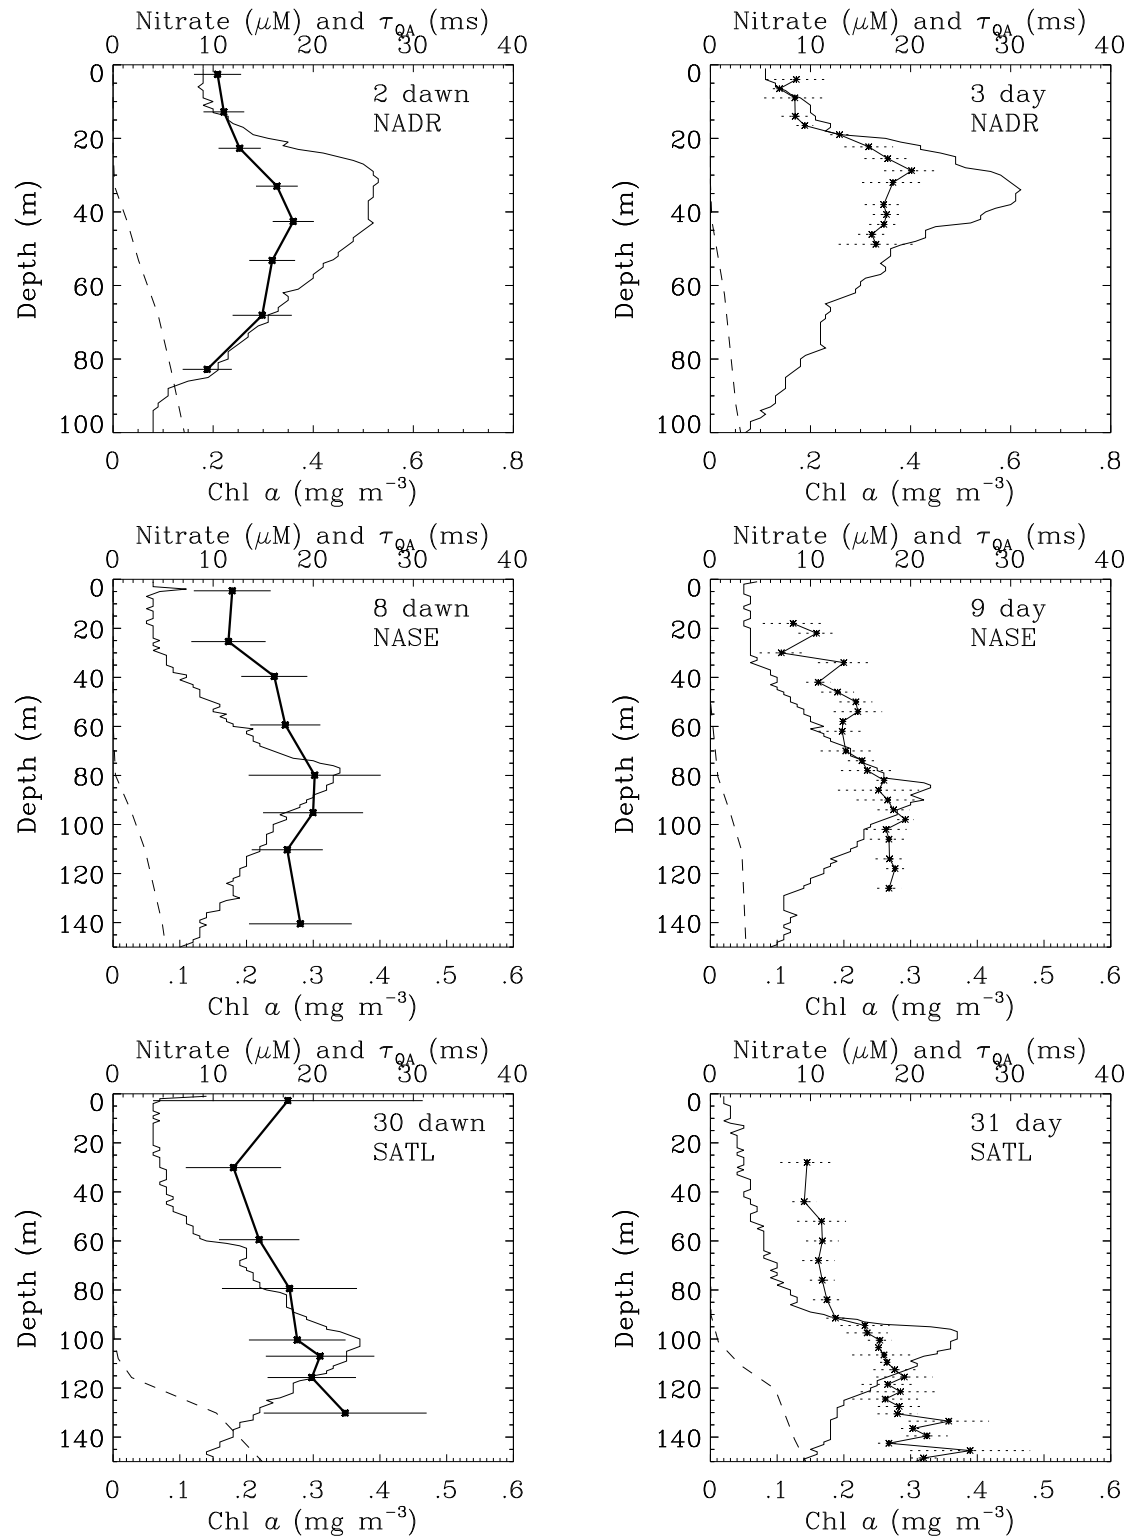 Nitrate (μM) and τQA (ms)
0 10 20 30 40
2 dawn
NADR
Depth (m)
0
20
40
60
80
100
0 .2 .4 .6 .8
Chl a (mg m⁻³)
Nitrate (μM) and τQA (ms)
0 10 20 30 40
3 day
NADR
Depth (m)
0
20
40
60
80
100
0 .2 .4 .6 .8
Chl a (mg m⁻³)
Nitrate (μM) and τQA (ms)
0 10 20 30 40
8 dawn
NASE
Depth (m)
0
20
40
60
80
100
120
140
0 .1 .2 .3 .4 .5 .6
Chl a (mg m⁻³)
Nitrate (μM) and τQA (ms)
0 10 20 30 40
9 day
NASE
Depth (m)
0
20
40
60
80
100
120
140
0 .1 .2 .3 .4 .5 .6
Chl a (mg m⁻³)
Nitrate (μM) and τQA (ms)
0 10 20 30 40
30 dawn
SATL
Depth (m)
0
20
40
60
80
100
120
140
0 .1 .2 .3 .4 .5 .6
Chl a (mg m⁻³)
Nitrate (μM) and τQA (ms)
0 10 20 30 40
31 day
SATL
Depth (m)
0
20
40
60
80
100
120
140
0 .1 .2 .3 .4 .5 .6
Chl a (mg m⁻³)